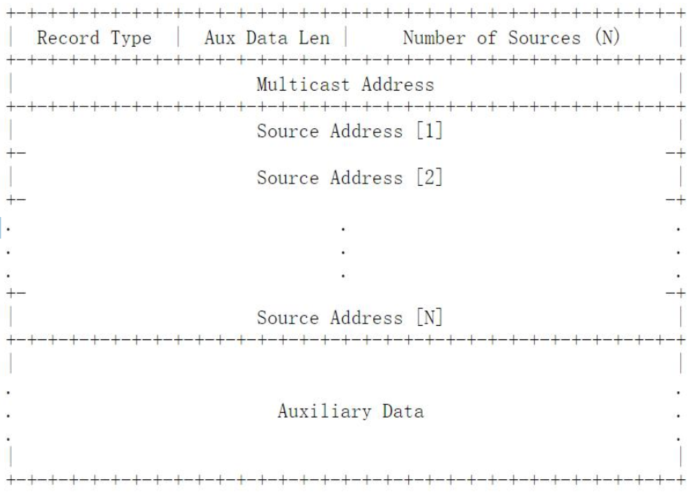 Record Type | Aux Data Len | Number of Sources (N)
Multicast Address
Source Address [1]
Source Address [2]
Source Address [N]
Auxiliary Data